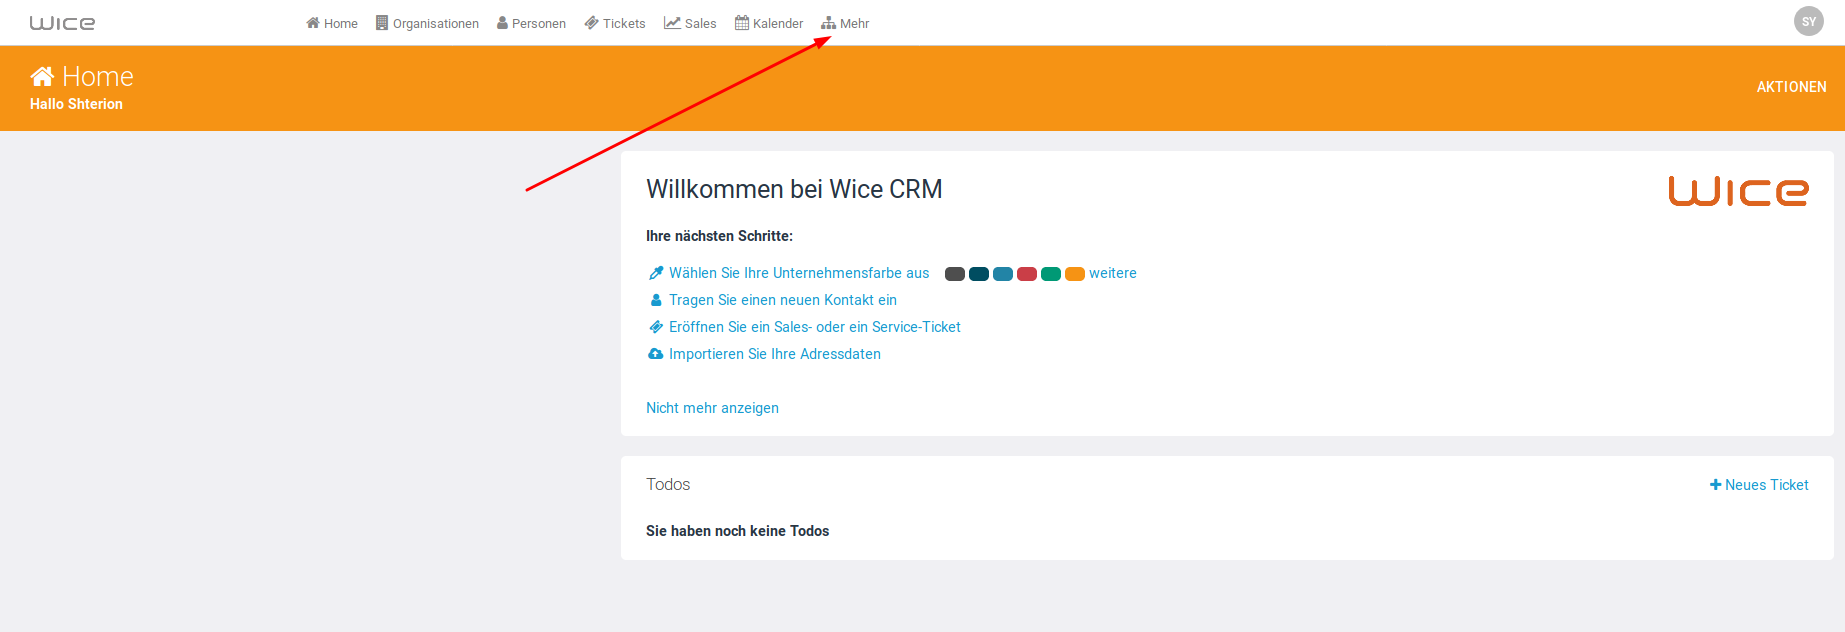 wice Home Organisationen Personen Tickets Sales Kalender Mehr SY
Home
Hallo Shterion
AKTIONEN
Willkommen bei Wice CRM
wice
Ihre nächsten Schritte:
Wählen Sie Ihre Unternehmensfarbe aus weitere
Tragen Sie einen neuen Kontakt ein
Eröffnen Sie ein Sales- oder ein Service-Ticket
Importieren Sie Ihre Adressdaten
Nicht mehr anzeigen
Todos
Neues Ticket
Sie haben noch keine Todos